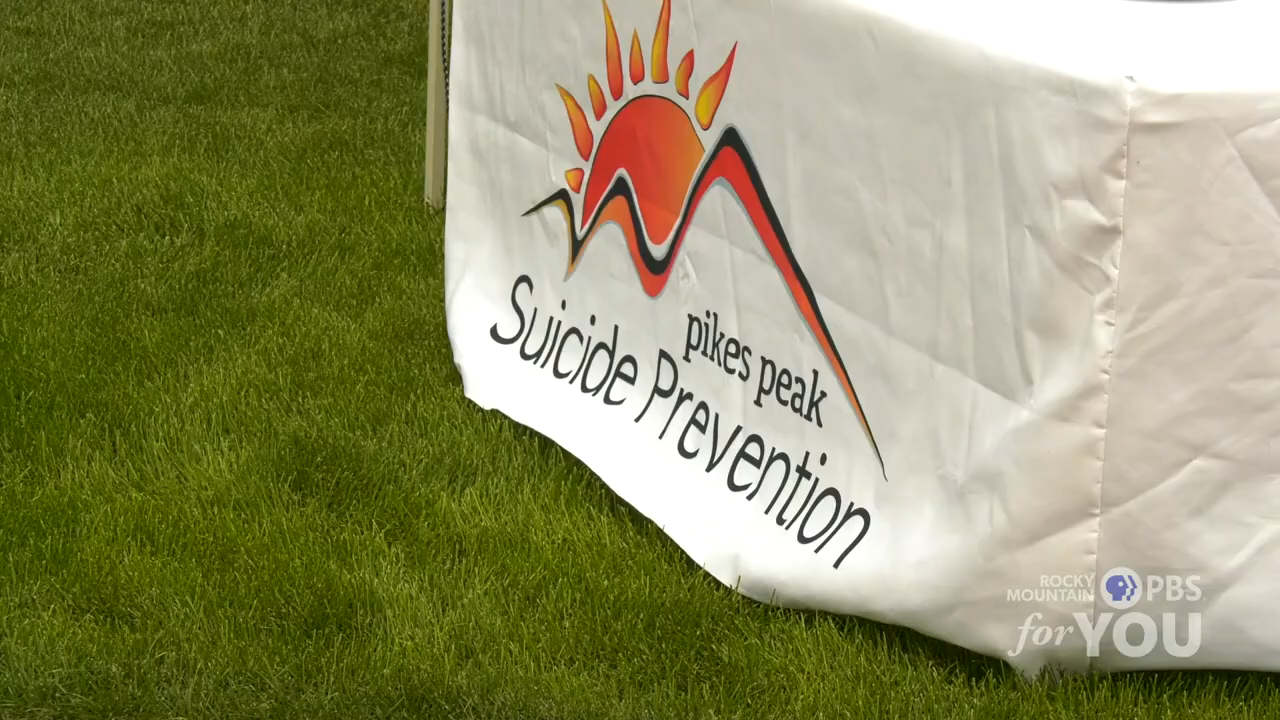 pikes peak
Suicide Prevention
ROCKY
MOUNTAIN PBS
for YOU